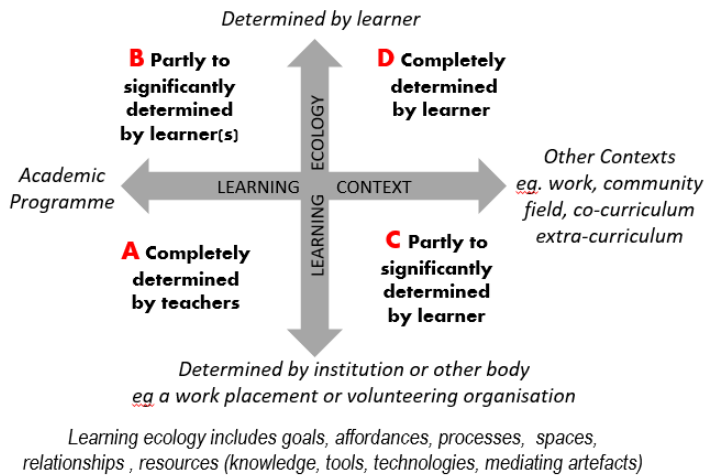 Determined by learner
B Partly to
significantly
determined
by learner(s)
D Completely
determined
by learner
LEARNING ECOLOGY
Academic
Programme
LEARNING CONTEXT
Other Contexts
eg. work, community
field, co-curriculum
extra-curriculum
A Completely
determined
by teachers
C Partly to
significantly
determined
by learner
Determined by institution or other body
eg a work placement or volunteering organisation
Learning ecology includes goals, affordances, processes, spaces,
relationships , resources (knowledge, tools, technologies, mediating artefacts)